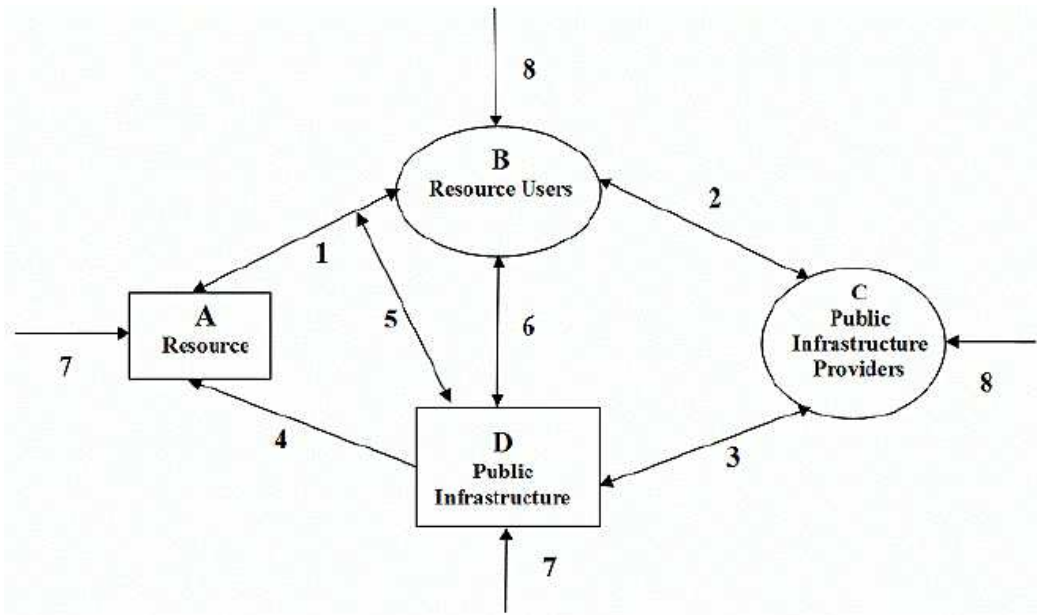 8
B
Resource Users
2
1
A
Resource
5
6
C
Public
Infrastructure
Providers
7
8
4
D
Public
Infrastructure
3
7